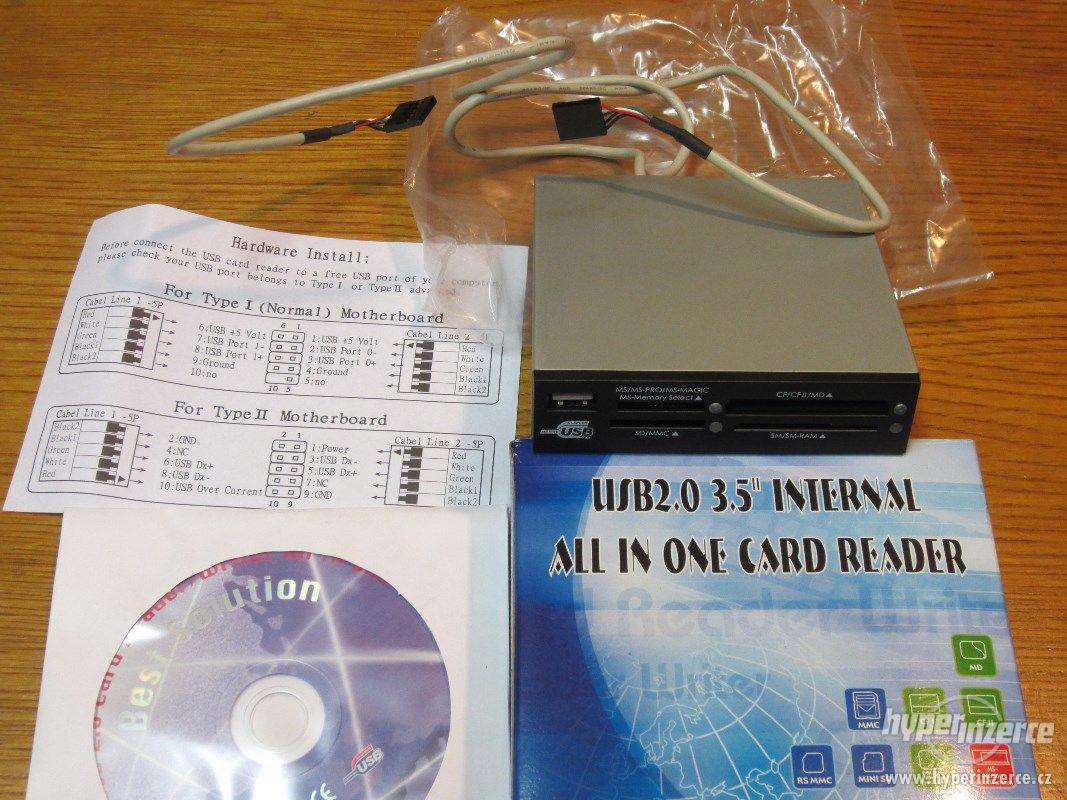 Hardware Install:
Before connect the USB card reader to a free USB port of computer,
please check your USB port belongs to Type I or Type II
For Type I (Normal) Motherboard
Cabel Line 1 -5P
Red
White
Green
Black1
Black2
6 1
6:USB +5 Volt
7:USB Port 1-
8:USB Port 1+
9:Ground
10:no
1:USB +5 Volt
2:USB Port 0-
3:USB Port 0+
4:Ground
5:no
10 5
Cabel Line 2
Red
White
Green
Black1
Black2
For Type II Motherboard
Cabel Line 1 -5P
Black2
Black1
Green
White
Red
2 1
2:GND
4:NC
6:USB Dx+
8:USB Dx-
10:USB Over Current
1:Power
3:USB Dx-
5:USB Dx+
7:NC
9:GND
10 9
Cabel Line 2 -5P
Red
White
Green
Black1
Black2
MS/MS-PRO/MS-MAGIC
MS-Memory Select ▲
CF/CFII/MD ▲
USB
SD/MMC ▲
SM/SM-RAM ▲
USB2.0 3.5" INTERNAL
ALL IN ONE CARD READER
Reader Write
Writer
MD
MMC
CF II
RS MMC
MINI
Best Solution
USB
CE
hyperinzerce
www.hyperinzerce.cz